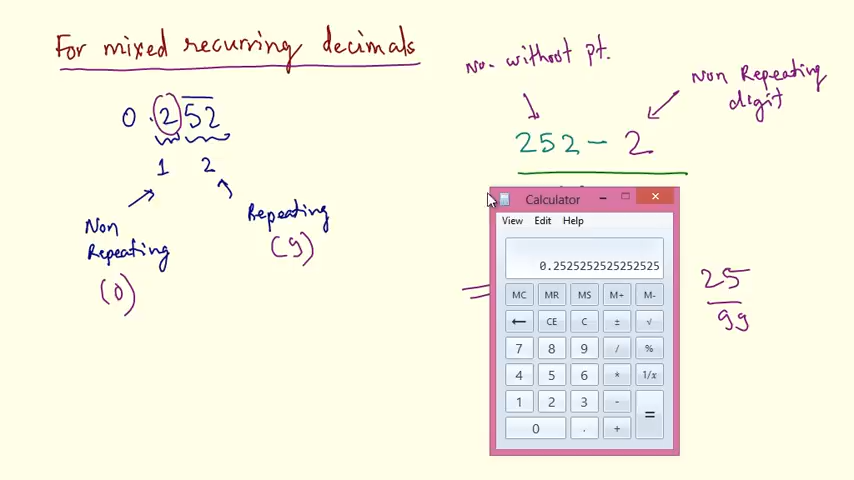 For mixed recurring decimals
no. without pt.
Non Repeating
digit
0.252
252 - 2
1 2
Non
Repeating
(0)
Repeating
(9)
=
25
99
Calculator
View Edit Help
0.2525252525252525
MC MR MS M+ M-
← CE C ± √
7 8 9 / %
4 5 6 * 1/x
1 2 3 - =
0 . +